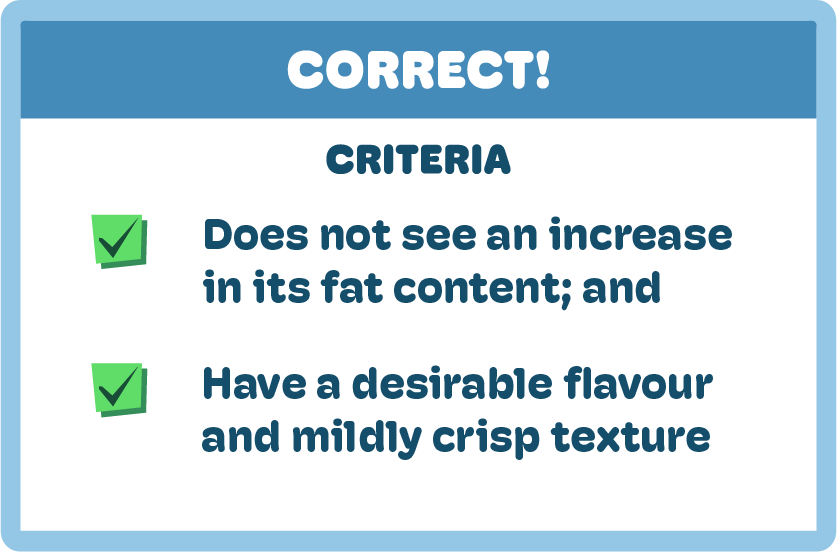 CORRECT!
CRITERIA
Does not see an increase
in its fat content; and
Have a desirable flavour
and mildly crisp texture